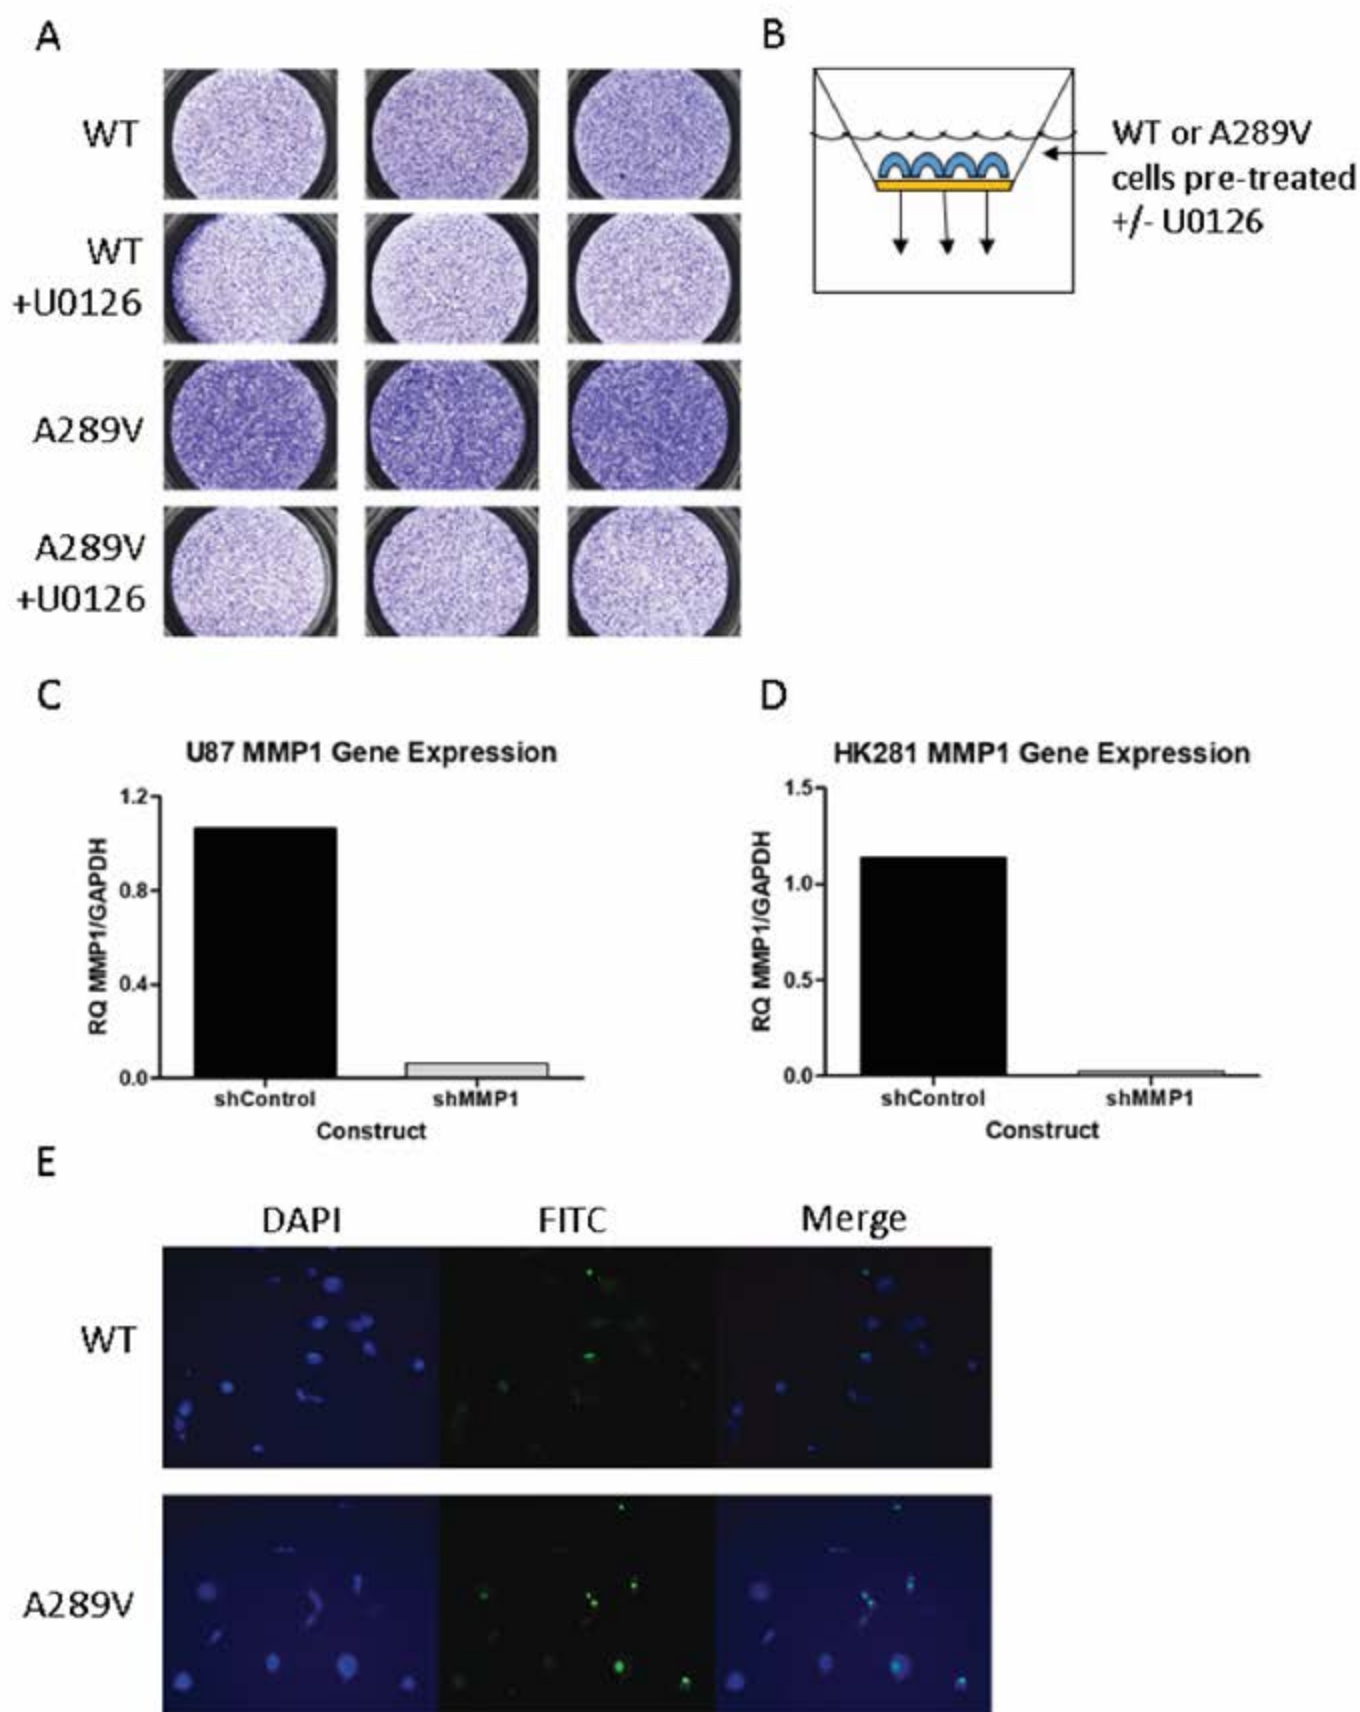 A
WT
WT
+U0126
A289V
A289V
+U0126
B
WT or A289V
cells pre-treated
+/- U0126
C
U87 MMP1 Gene Expression
RQ MMP1/GAPDH
1.2
0.8
0.4
0.0
shControl shMMP1
Construct
D
HK281 MMP1 Gene Expression
RQ MMP1/GAPDH
1.5
1.0
0.5
0.0
shControl shMMP1
Construct
E
DAPI FITC Merge
WT
A289V